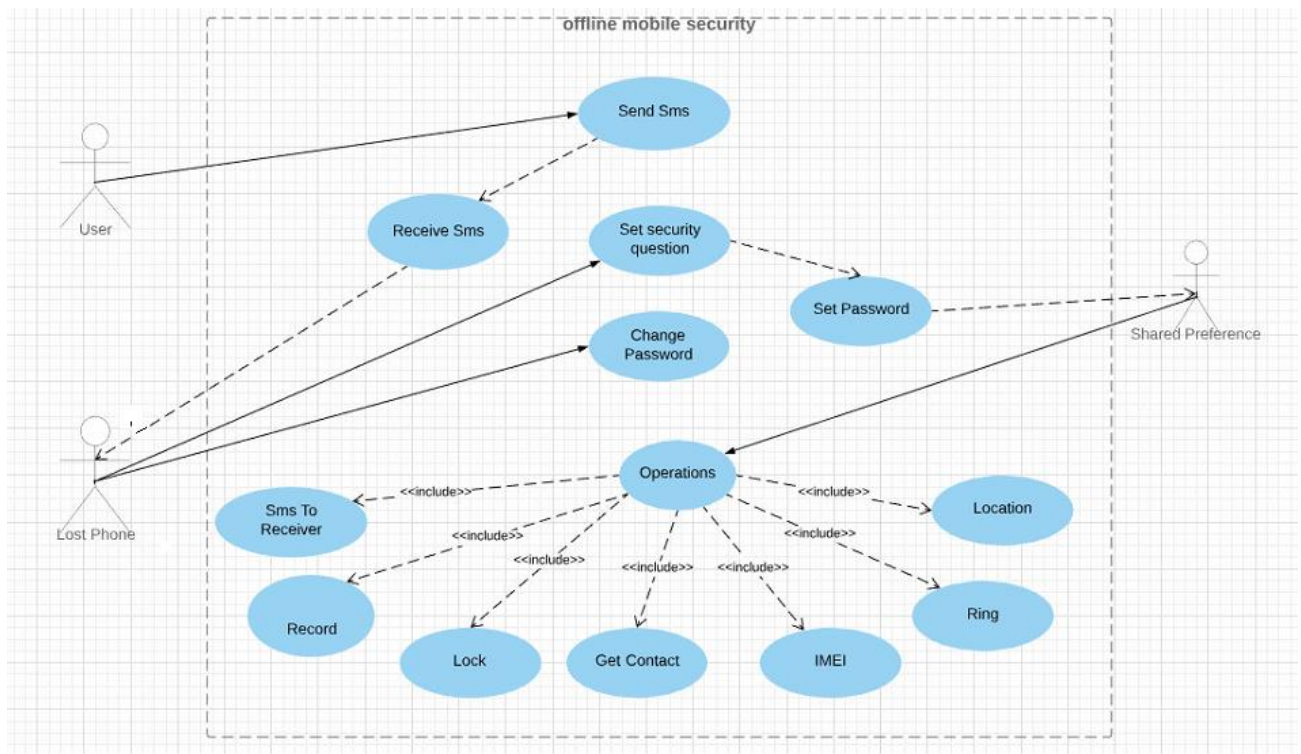 offline mobile security
Send Sms
User
Receive Sms
Set security
question
Set Password
Shared Preference
Change
Password
Operations
<<include>>
<<include>>
<<include>>
<<include>>
<<include>>
<<include>>
<<include>>
Sms To
Receiver
Location
Lost Phone
Record
Ring
Lock
Get Contact
IMEI